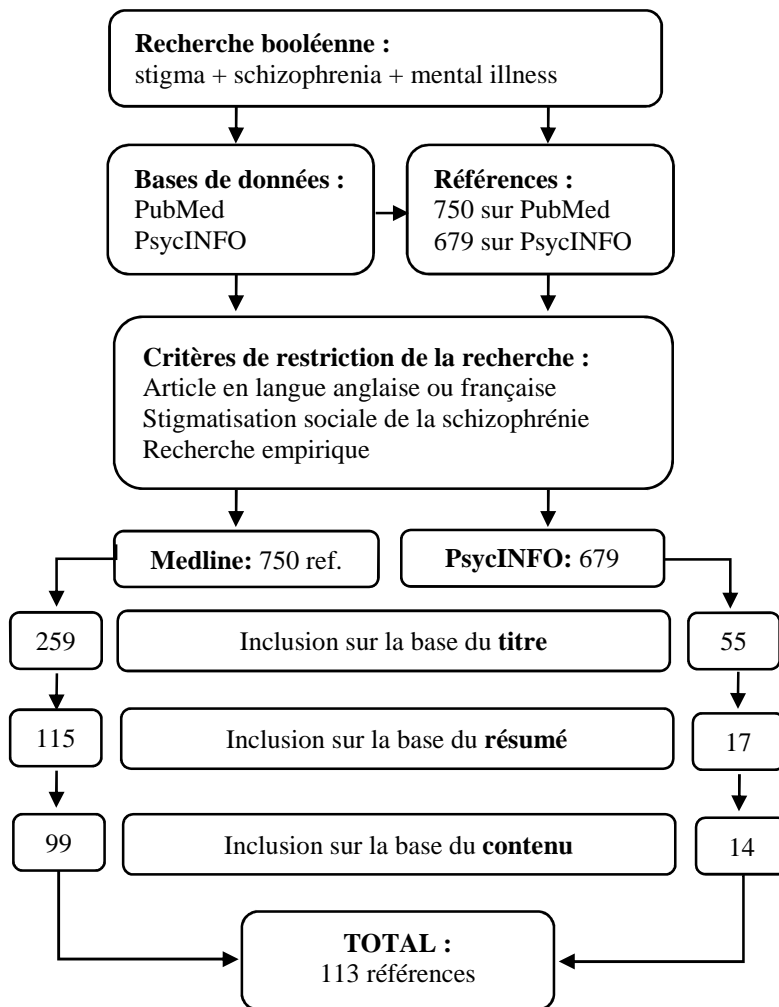 Recherche booléenne :
stigma + schizophrenia + mental illness
Bases de données :
PubMed
PsycINFO
Références :
750 sur PubMed
679 sur PsycINFO
Critères de restriction de la recherche :
Article en langue anglaise ou française
Stigmatisation sociale de la schizophrénie
Recherche empirique
Medline: 750 ref.
PsycINFO: 679
259
Inclusion sur la base du titre
55
115
Inclusion sur la base du résumé
17
99
Inclusion sur la base du contenu
14
TOTAL :
113 références